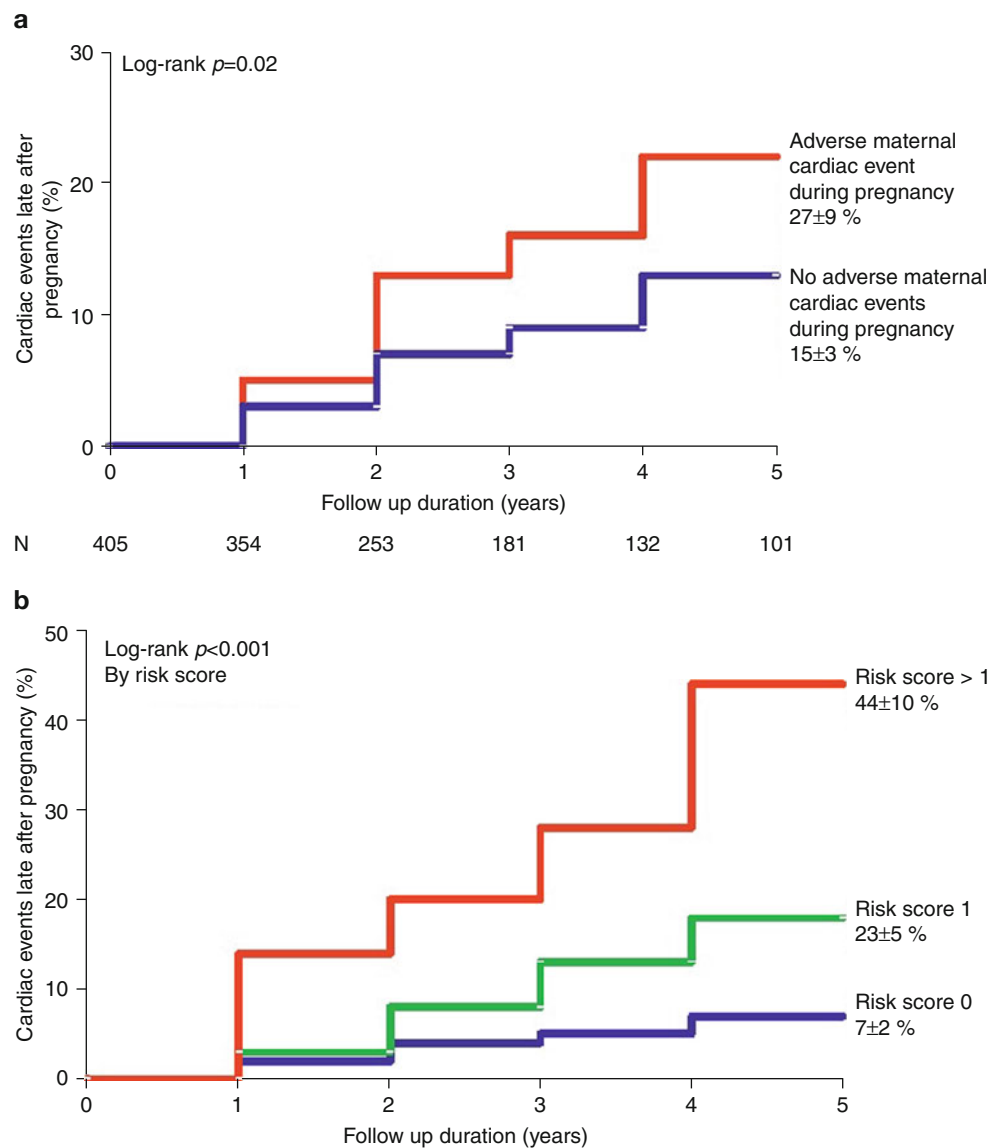 a
30
Log-rank p=0.02
20
10
0
Cardiac events late after
pregnancy (%)
Adverse maternal
cardiac event
during pregnancy
27±9 %
No adverse maternal
cardiac events
during pregnancy
15±3 %
0 1 2 3 4 5
Follow up duration (years)
N 405 354 253 181 132 101
b
50
Log-rank p<0.001
By risk score
40
30
20
10
0
Cardiac events late after pregnancy (%)
Risk score > 1
44±10 %
Risk score 1
23±5 %
Risk score 0
7±2 %
0 1 2 3 4 5
Follow up duration (years)